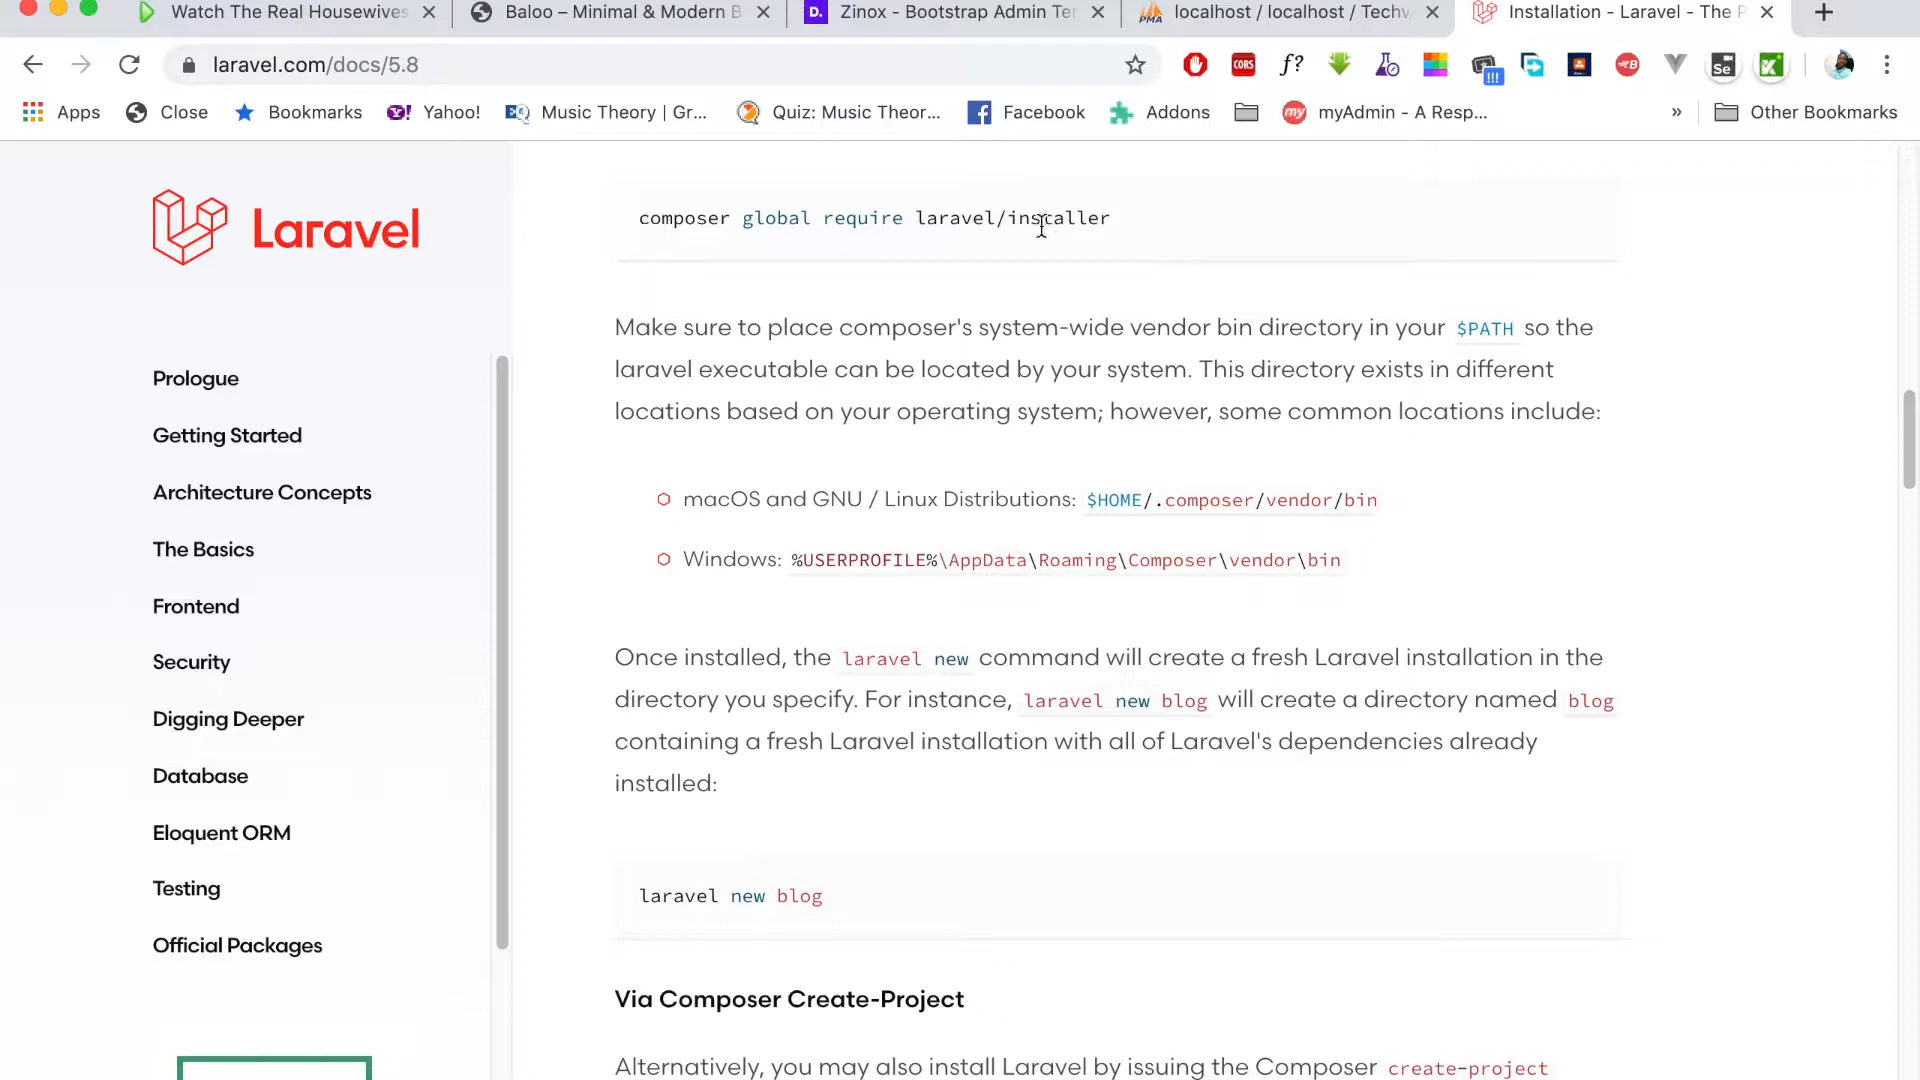 Watch The Real Housewives
Baloo – Minimal & Modern B
D. Zinox - Bootstrap Admin Te
PMA localhost / localhost / Techv
Installation - Laravel - The P
laravel.com/docs/5.8
CORS f? !!! B Se
Apps Close Bookmarks Y! Yahoo! EQ Music Theory | Gr... Quiz: Music Theor... Facebook Addons my myAdmin - A Resp... » Other Bookmarks
Laravel
Prologue
Getting Started
Architecture Concepts
The Basics
Frontend
Security
Digging Deeper
Database
Eloquent ORM
Testing
Official Packages
composer global require laravel/installer
Make sure to place composer's system-wide vendor bin directory in your $PATH so the
laravel executable can be located by your system. This directory exists in different
locations based on your operating system; however, some common locations include:
macOS and GNU / Linux Distributions: $HOME/.composer/vendor/bin
Windows: %USERPROFILE%\AppData\Roaming\Composer\vendor\bin
Once installed, the laravel new command will create a fresh Laravel installation in the
directory you specify. For instance, laravel new blog will create a directory named blog
containing a fresh Laravel installation with all of Laravel's dependencies already
installed:
laravel new blog
Via Composer Create-Project
Alternatively, you may also install Laravel by issuing the Composer create-project